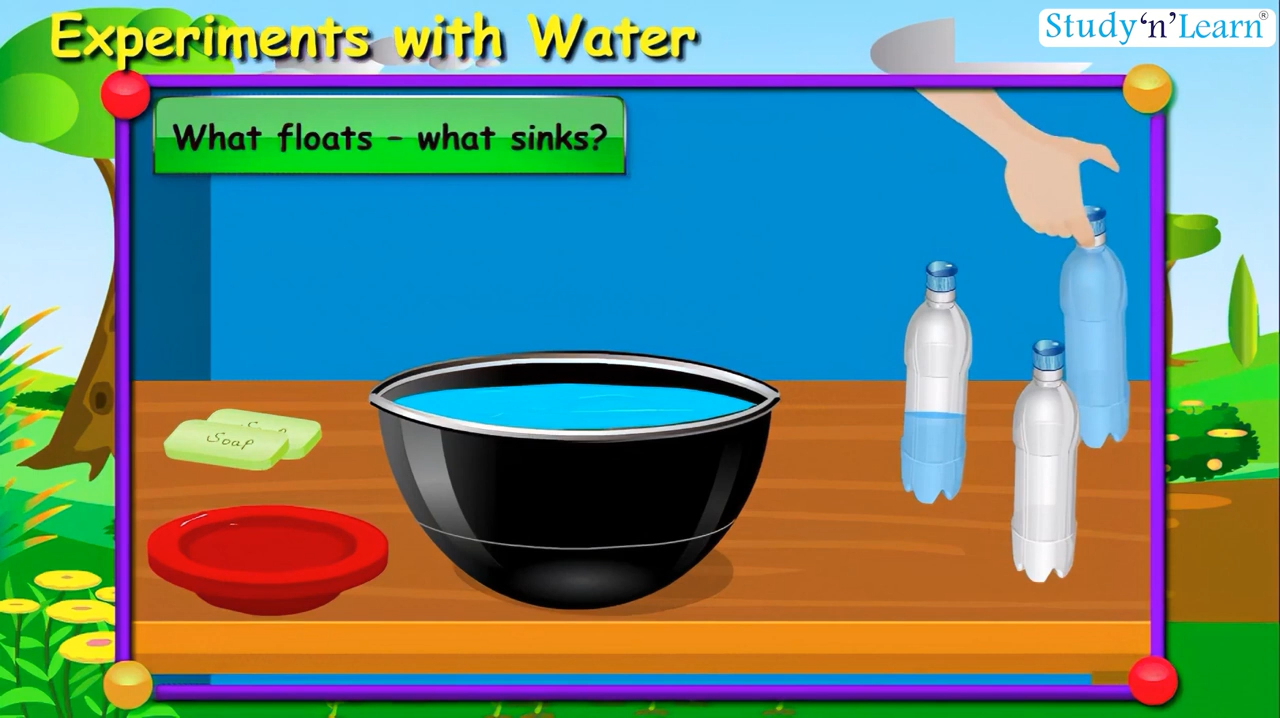 Experiments with Water
Study‘n’Learn®
What floats – what sinks?
Soap